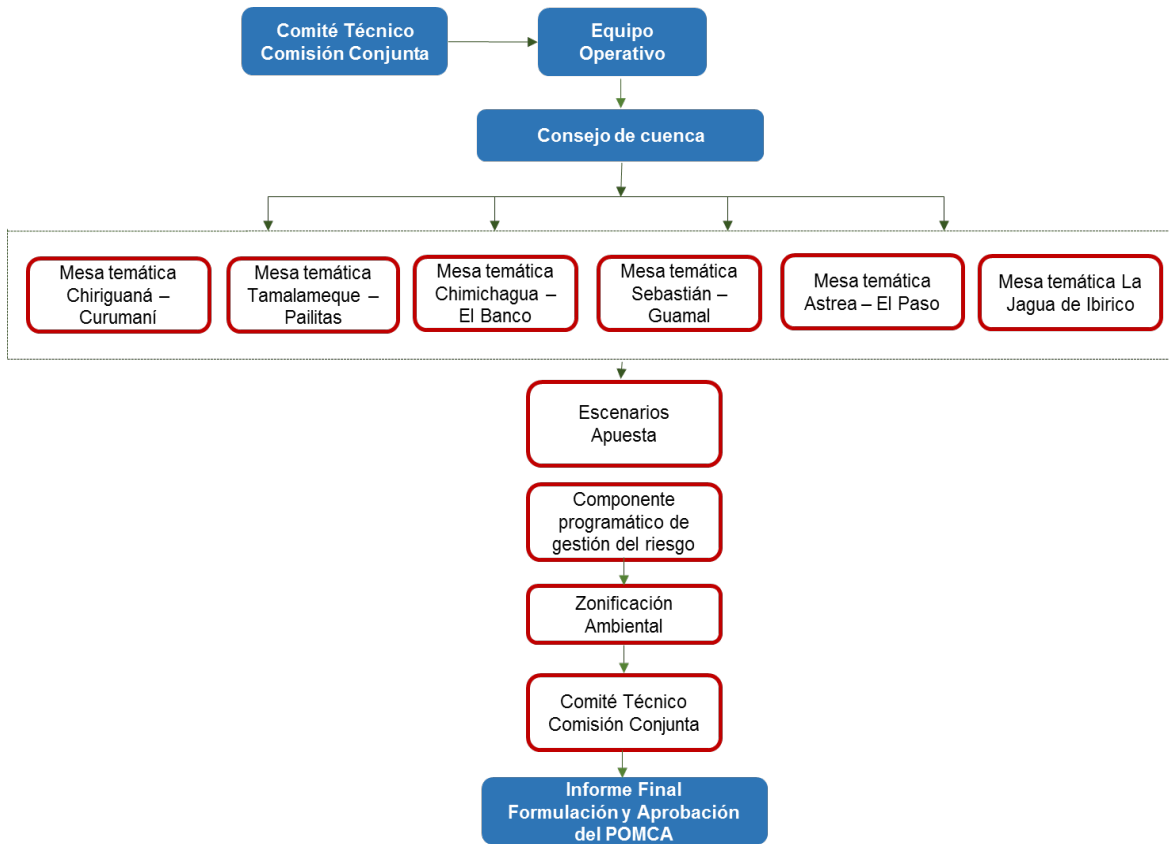 Comité Técnico
Comisión Conjunta
Equipo
Operativo
Consejo de cuenca
Mesa temática
Chiriguaná –
Curumaní
Mesa temática
Tamalameque –
Pailitas
Mesa temática
Chimichagua –
El Banco
Mesa temática
Sebastián –
Guamal
Mesa temática
Astrea – El Paso
Mesa temática La
Jagua de Ibirico
Escenarios
Apuesta
Componente
programático de
gestión del riesgo
Zonificación
Ambiental
Comité Técnico
Comisión Conjunta
Informe Final
Formulación y Aprobación
del POMCA